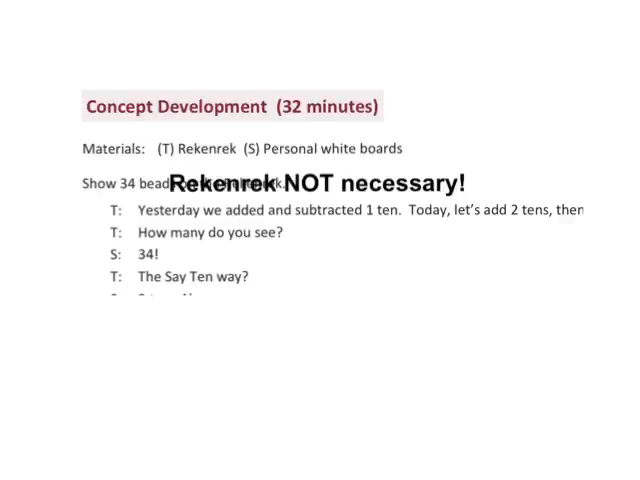 Concept Development (32 minutes)
Materials: (T) Rekenrek (S) Personal white boards
Show 34 bead
Rekenrek NOT necessary!
T: Yesterday we added and subtracted 1 ten. Today, let's add 2 tens, then
T: How many do you see?
S: 34!
T: The Say Ten way?